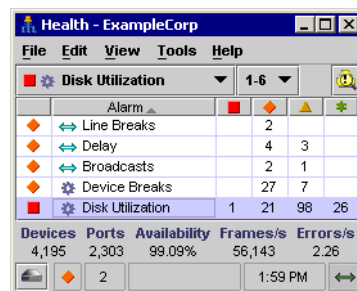 Health - ExampleCorp
File Edit View Tools Help
Disk Utilization 1-6
Alarm
Line Breaks 2
Delay 4 3
Broadcasts 2 1
Device Breaks 27 7
Disk Utilization 1 21 98 26
Devices Ports Availability Frames/s Errors/s
4,195 2,303 99.09% 56,143 2.26
2 1:59 PM